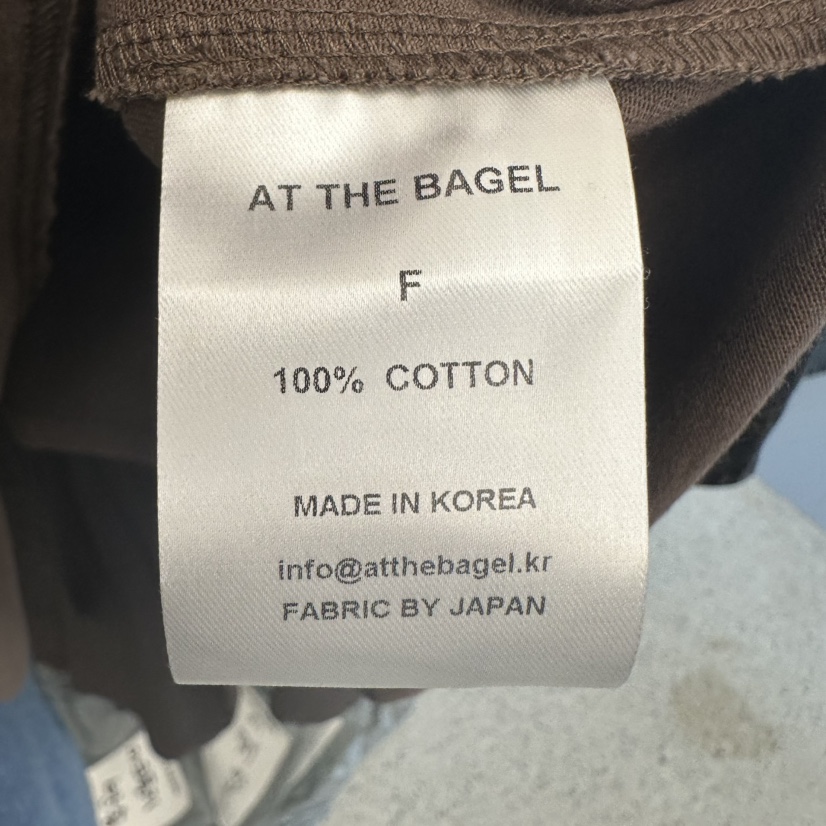 AT THE BAGEL
F
100% COTTON
MADE IN KOREA
info@atthebagel.kr
FABRIC BY JAPAN